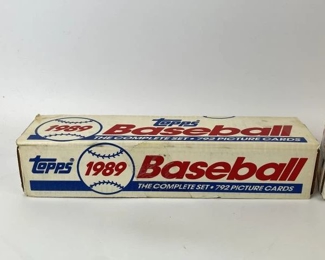 Topps 1989 Baseball
THE COMPLETE SET • 792 PICTURE CARDS
Topps 1989 Baseball
THE COMPLETE SET • 792 PICTURE CARDS